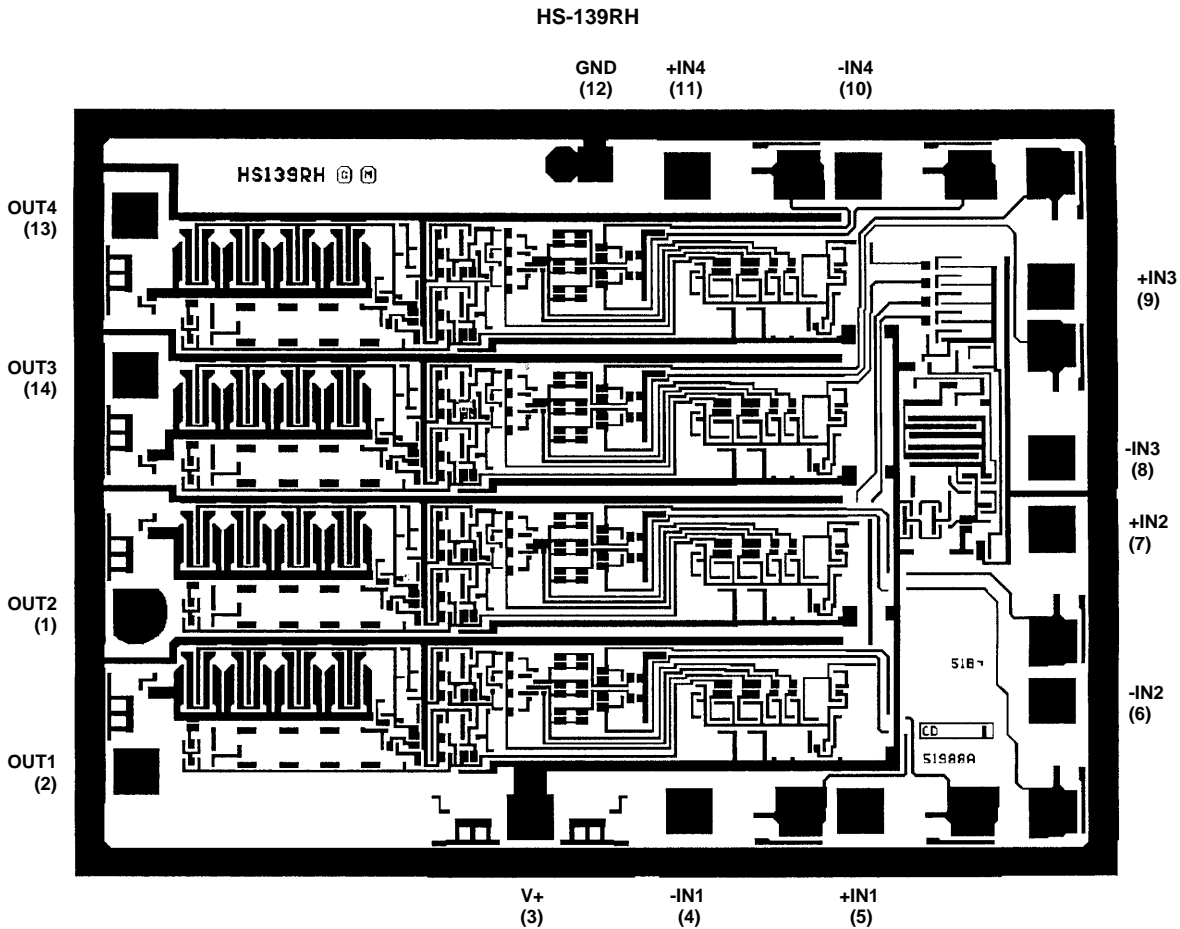 HS-139RH
GND
(12)
+IN4
(11)
-IN4
(10)
HS139RH G M
OUT4
(13)
+IN3
(9)
OUT3
(14)
-IN3
(8)
+IN2
(7)
OUT2
(1)
-IN2
(6)
CD
51988A
OUT1
(2)
V+
(3)
-IN1
(4)
+IN1
(5)